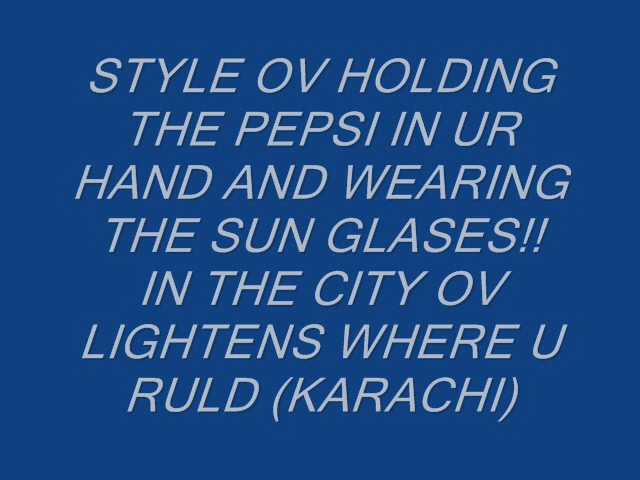 STYLE OV HOLDING
THE PEPSI IN UR
HAND AND WEARING
THE SUN GLASES!!
IN THE CITY OV
LIGHTENS WHERE U
RULD (KARACHI)